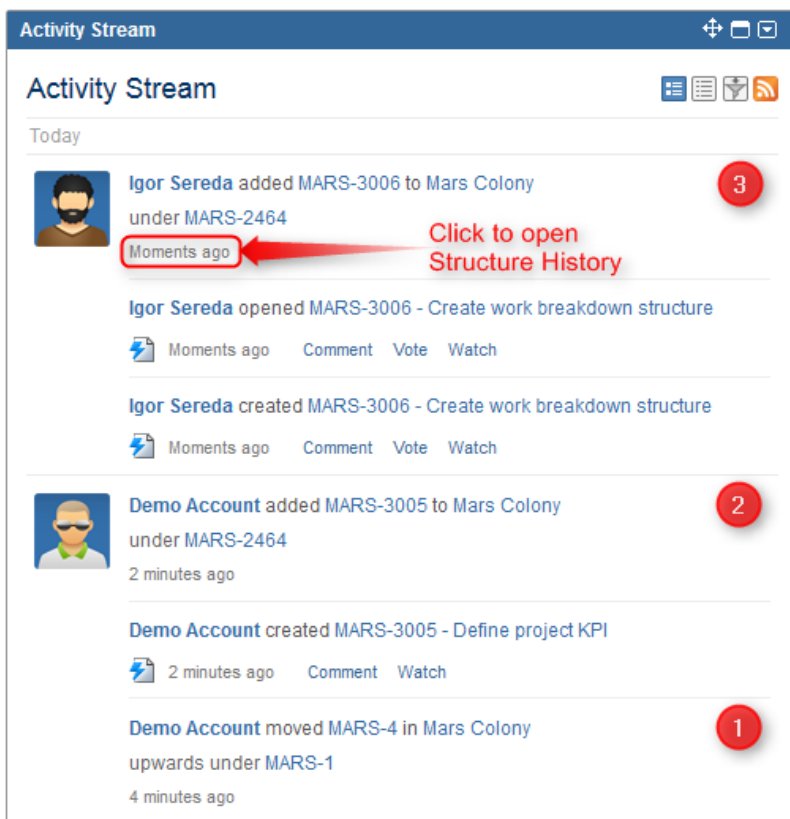 Activity Stream
Activity Stream
Today
Igor Sereda added MARS-3006 to Mars Colony
3
under MARS-2464
Moments ago
Click to open
Structure History
Igor Sereda opened MARS-3006 - Create work breakdown structure
Moments ago Comment Vote Watch
Igor Sereda created MARS-3006 - Create work breakdown structure
Moments ago Comment Vote Watch
Demo Account added MARS-3005 to Mars Colony
2
under MARS-2464
2 minutes ago
Demo Account created MARS-3005 - Define project KPI
2 minutes ago Comment Watch
Demo Account moved MARS-4 in Mars Colony
1
upwards under MARS-1
4 minutes ago